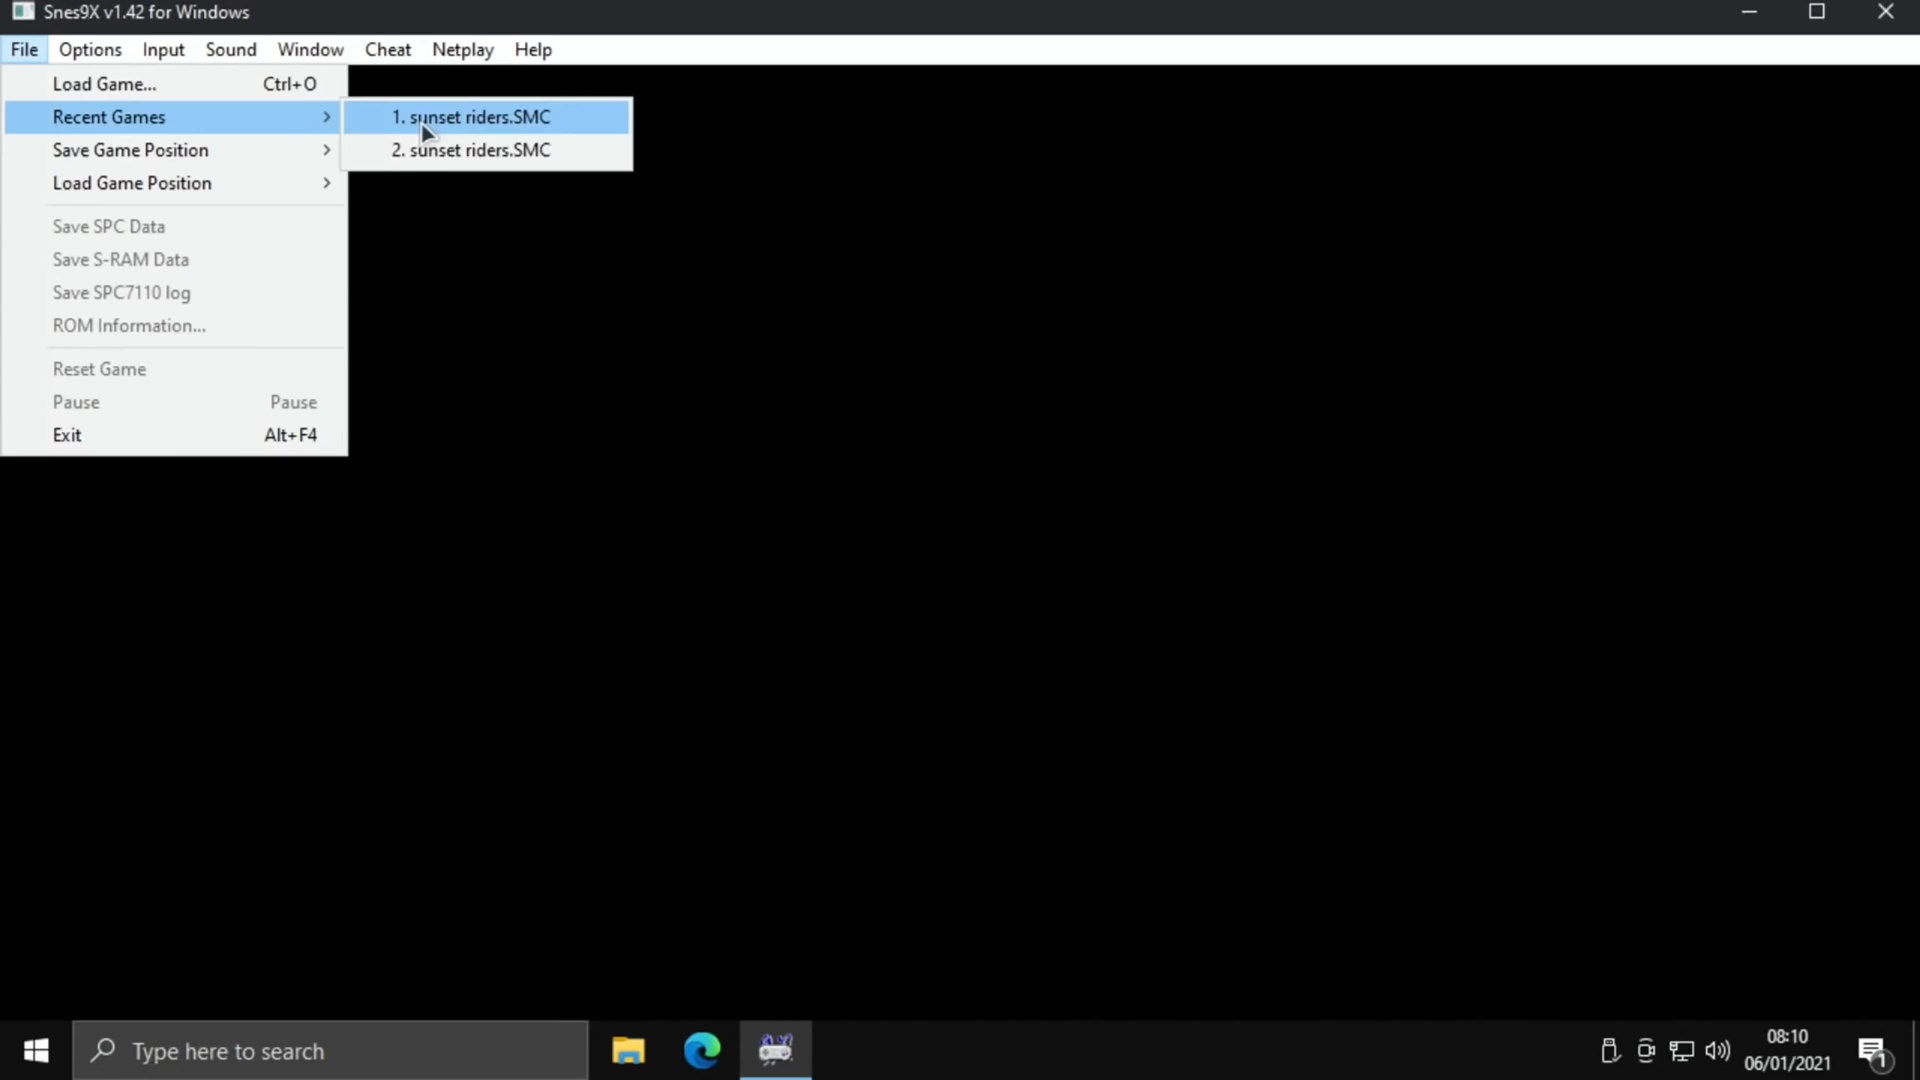 Snes9X v1.42 for Windows
File Options Input Sound Window Cheat Netplay Help
Load Game... Ctrl+O
Recent Games
1. sunset riders.SMC
Save Game Position
2. sunset riders.SMC
Load Game Position
Save SPC Data
Save S-RAM Data
Save SPC7110 log
ROM Information...
Reset Game
Pause Pause
Exit Alt+F4
Type here to search
08:10
06/01/2021
1